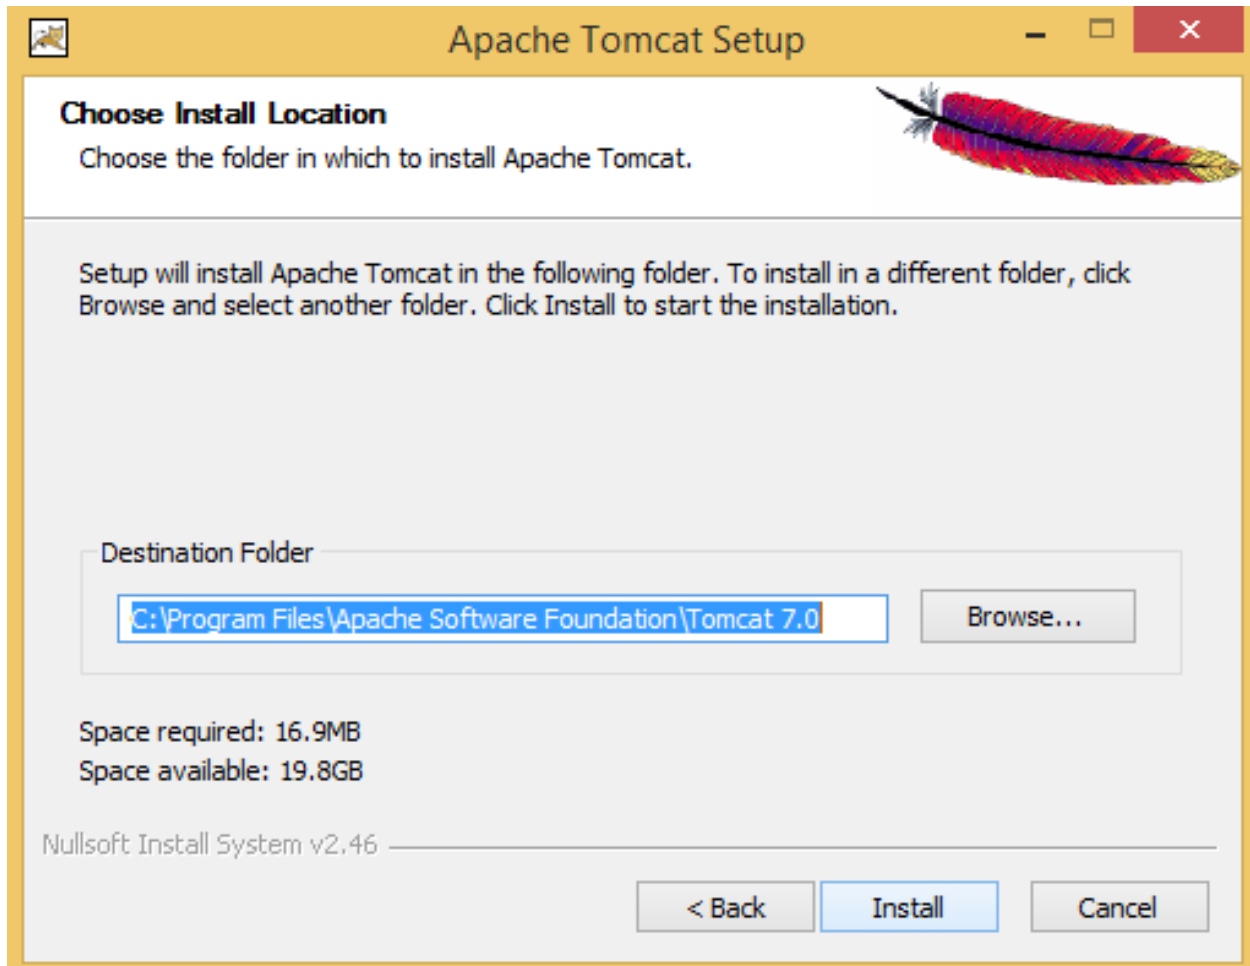 Apache Tomcat Setup
Choose Install Location
Choose the folder in which to install Apache Tomcat.
Setup will install Apache Tomcat in the following folder. To install in a different folder, click
Browse and select another folder. Click Install to start the installation.
Destination Folder
C:\Program Files\Apache Software Foundation\Tomcat 7.0
Browse...
Space required: 16.9MB
Space available: 19.8GB
Nullsoft Install System v2.46
< Back
Install
Cancel